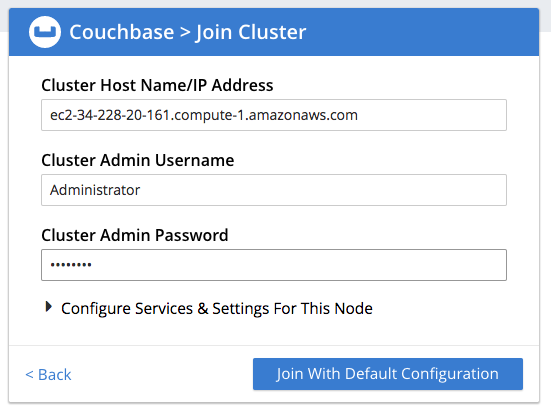 Couchbase > Join Cluster
Cluster Host Name/IP Address
ec2-34-228-20-161.compute-1.amazonaws.com
Cluster Admin Username
Administrator
Cluster Admin Password
••••••••
Configure Services & Settings For This Node
< Back
Join With Default Configuration